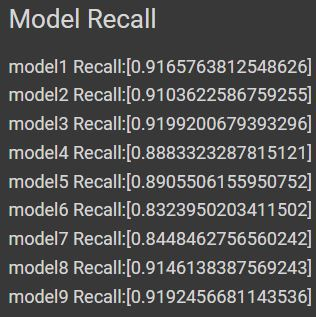 Model Recall
model1 Recall:[0.9165763812548626]
model2 Recall:[0.9103622586759255]
model3 Recall:[0.9199200679393296]
model4 Recall:[0.8883323287815121]
model5 Recall:[0.8905506155950752]
model6 Recall:[0.8323950203411502]
model7 Recall:[0.8448462756560242]
model8 Recall:[0.9146138387569243]
model9 Recall:[0.9192456681143536]